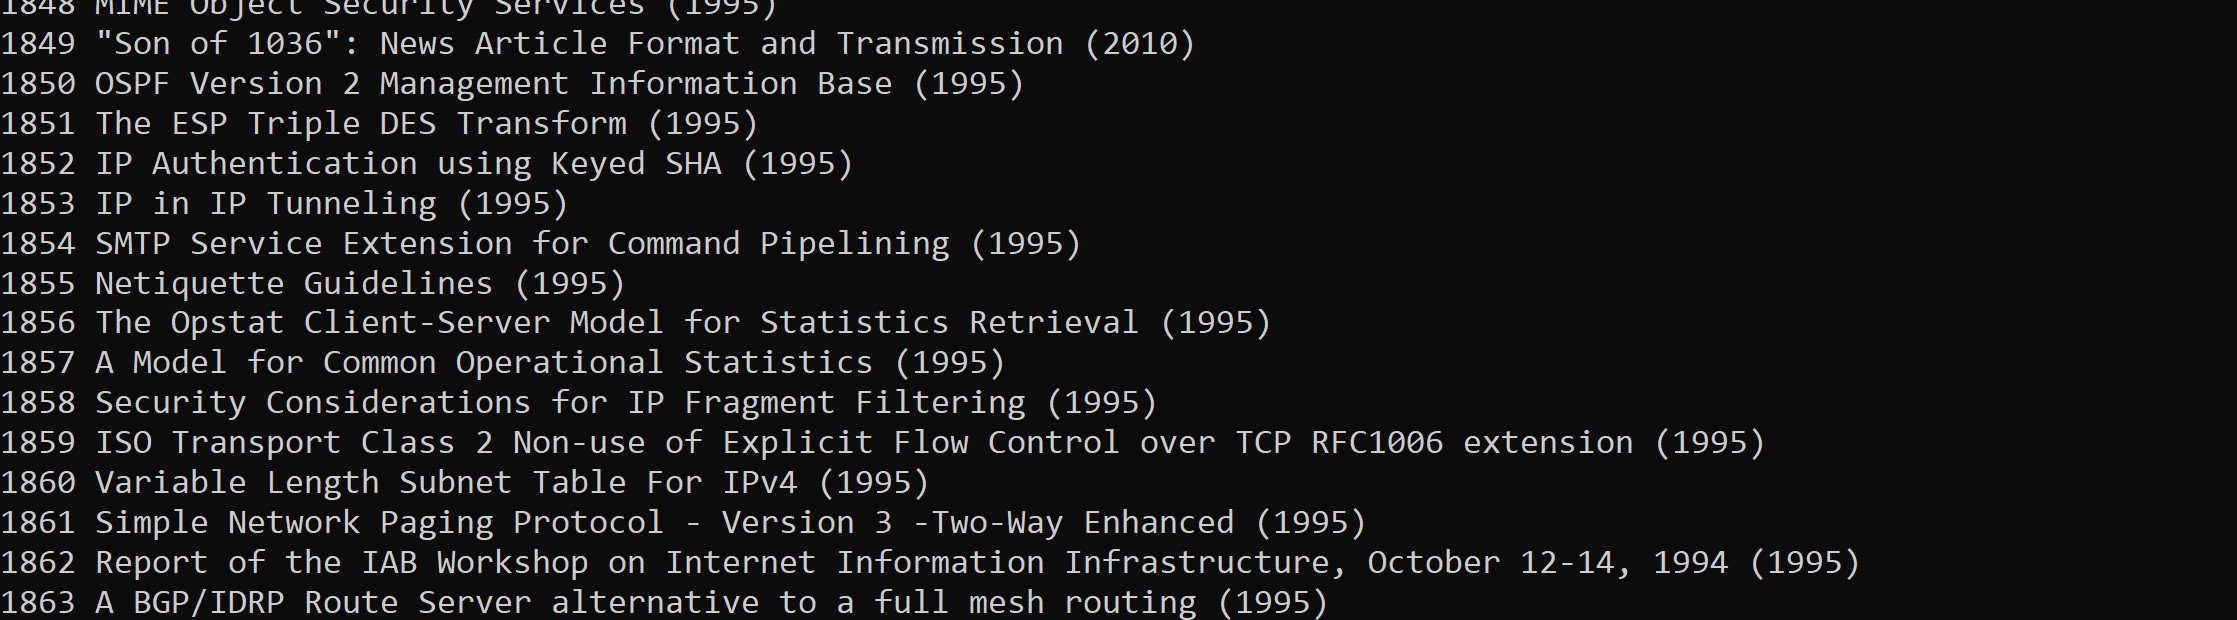 1848 MIME Object Security Services (1995)
1849 "Son of 1036": News Article Format and Transmission (2010)
1850 OSPF Version 2 Management Information Base (1995)
1851 The ESP Triple DES Transform (1995)
1852 IP Authentication using Keyed SHA (1995)
1853 IP in IP Tunneling (1995)
1854 SMTP Service Extension for Command Pipelining (1995)
1855 Netiquette Guidelines (1995)
1856 The Opstat Client-Server Model for Statistics Retrieval (1995)
1857 A Model for Common Operational Statistics (1995)
1858 Security Considerations for IP Fragment Filtering (1995)
1859 ISO Transport Class 2 Non-use of Explicit Flow Control over TCP RFC1006 extension (1995)
1860 Variable Length Subnet Table For IPv4 (1995)
1861 Simple Network Paging Protocol - Version 3 -Two-Way Enhanced (1995)
1862 Report of the IAB Workshop on Internet Information Infrastructure, October 12-14, 1994 (1995)
1863 A BGP/IDRP Route Server alternative to a full mesh routing (1995)